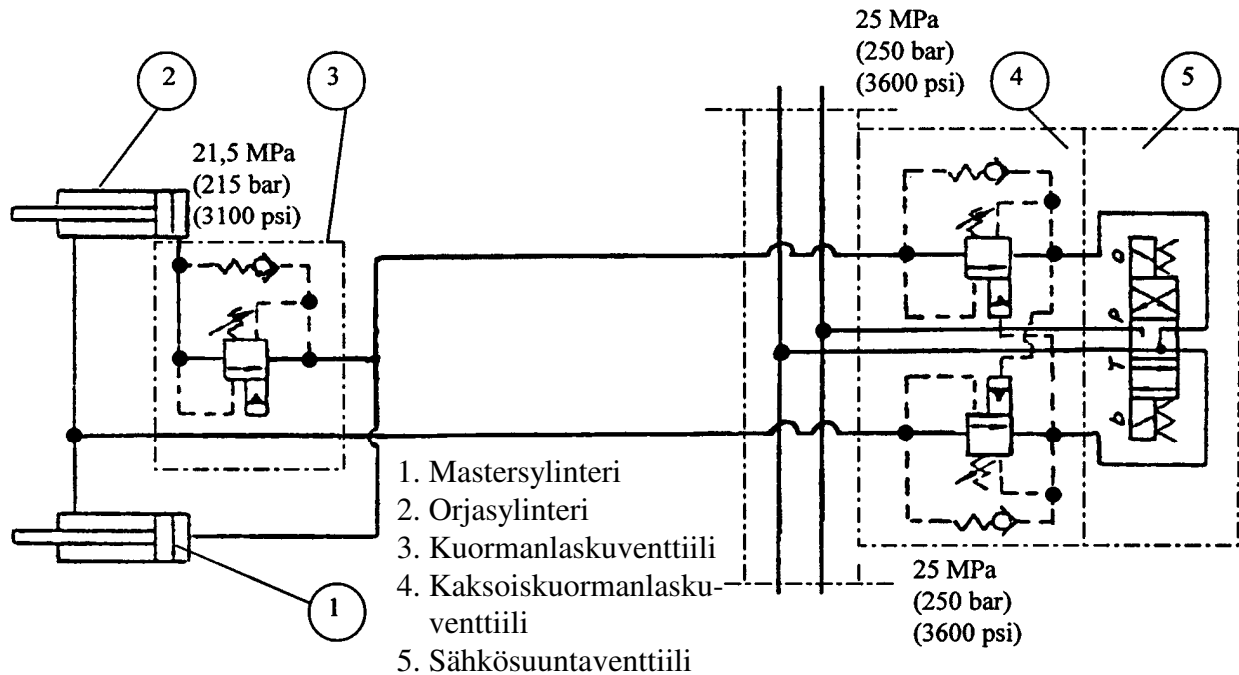 25 MPa
(250 bar)
(3600 psi)
2
3
4
5
21,5 MPa
(215 bar)
(3100 psi)
a
P
T
b
1. Mastersylinteri
2. Orjasylinteri
3. Kuormanlaskuventtiili
4. Kaksoiskuormanlasku-
venttiili
5. Sähkösuuntaventtiili
1
25 MPa
(250 bar)
(3600 psi)